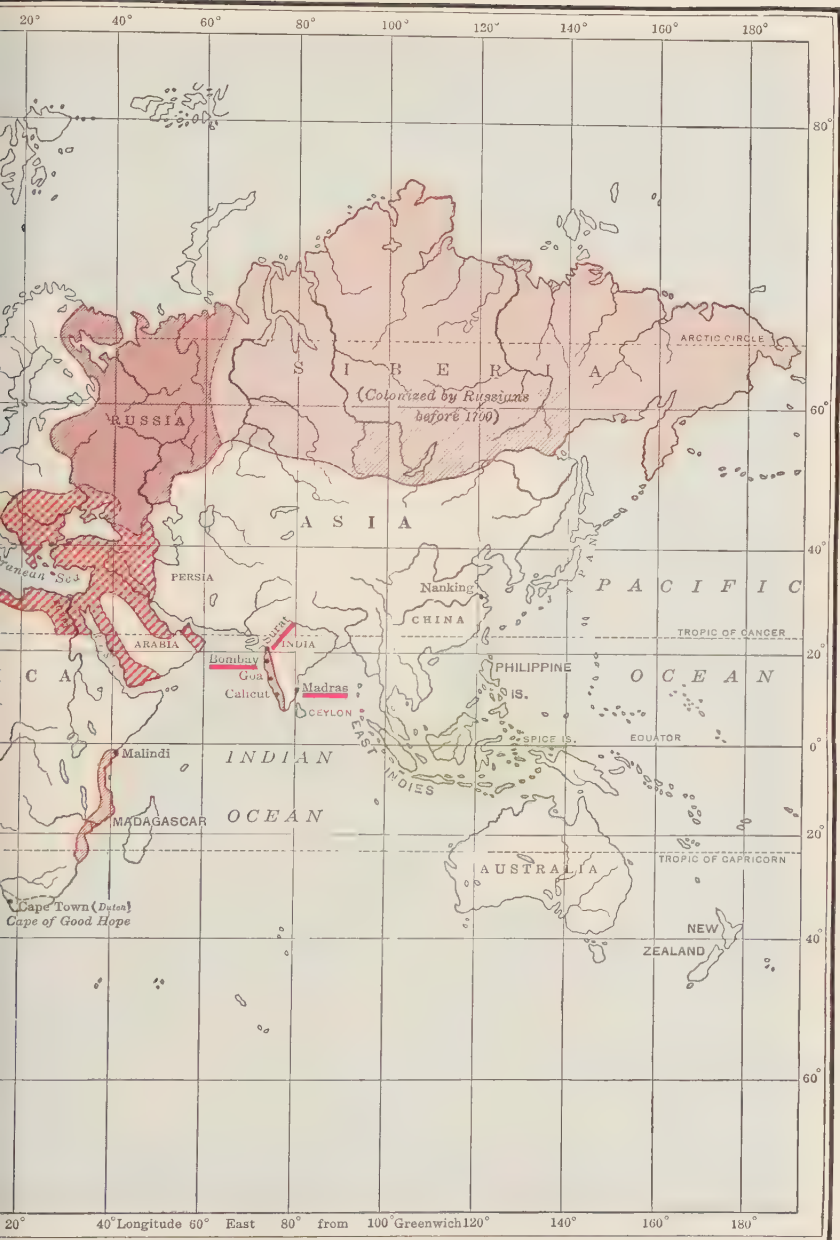 20° 40° 60° 80° 100° 120° 140° 160° 180°
80°
ARCTIC CIRCLE
SIBERIA
(Colonized by Russians
before 1700)
60°
RUSSIA
ASIA
40°
PERSIA
PACIFIC
Nanking
CHINA
TROPIC OF CANCER
ARABIA
Surat
INDIA
20°
Bombay
Goa
Calicut
Madras
CEYLON
PHILIPPINE
IS.
OCEAN
CA
EAST
INDIES
SPICE IS.
EQUATOR
0°
Malindi
INDIAN
OCEAN
MADAGASCAR
20°
TROPIC OF CAPRICORN
AUSTRALIA
Cape Town (Dutch)
Cape of Good Hope
NEW
ZEALAND
40°
60°
20° 40° Longitude 60° East 80° from 100° Greenwich 120° 140° 160° 180°